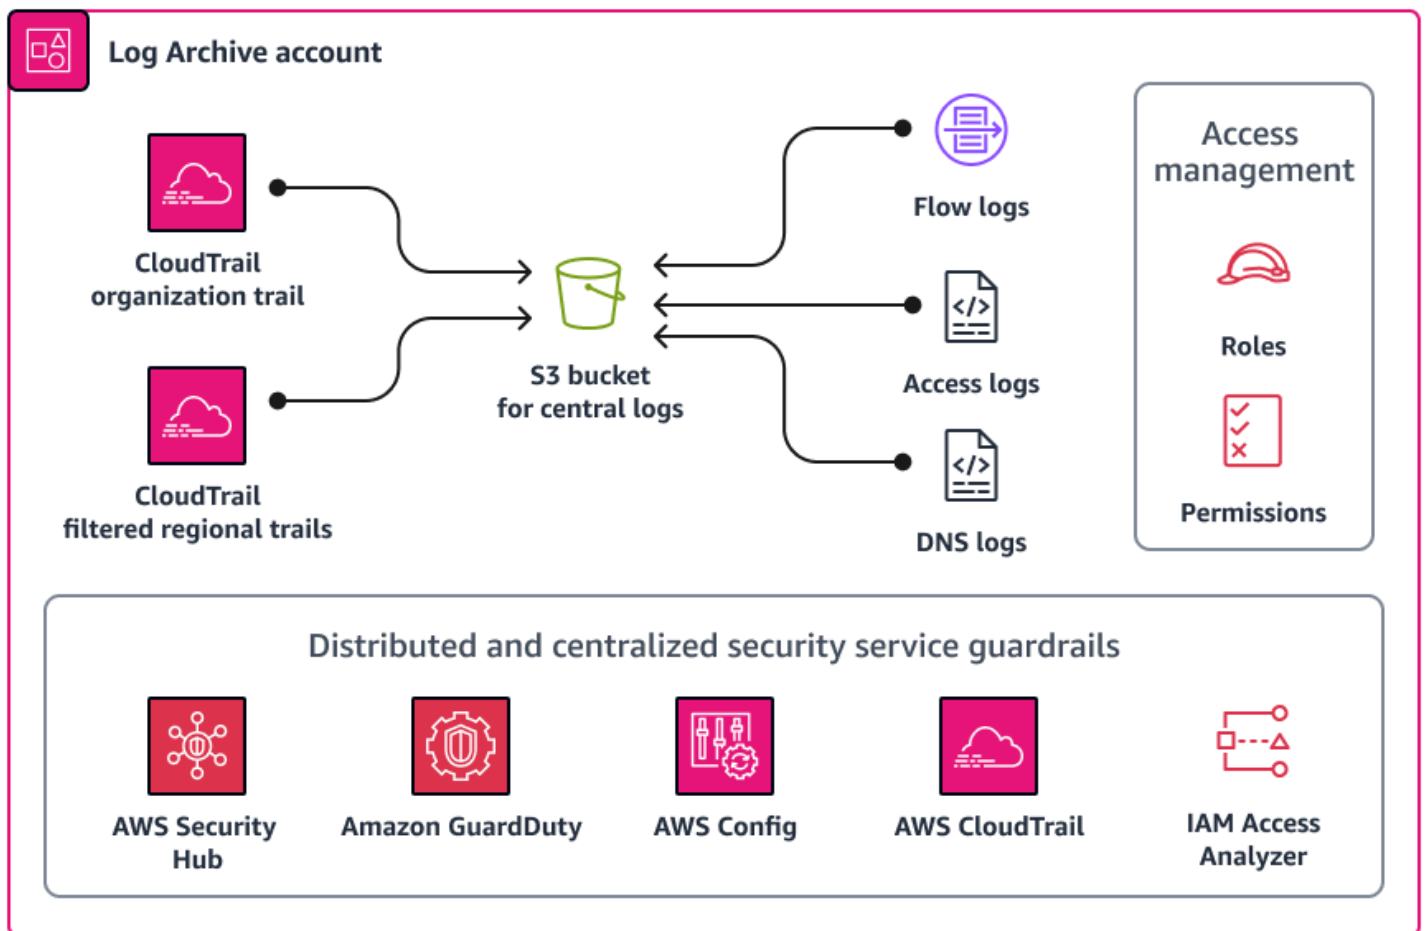 Log Archive account
CloudTrail
organization trail
CloudTrail
filtered regional trails
S3 bucket
for central logs
Flow logs
</>
Access logs
</>
DNS logs
Access
management
Roles
Permissions
Distributed and centralized security service guardrails
AWS Security
Hub
Amazon GuardDuty
AWS Config
AWS CloudTrail
IAM Access
Analyzer